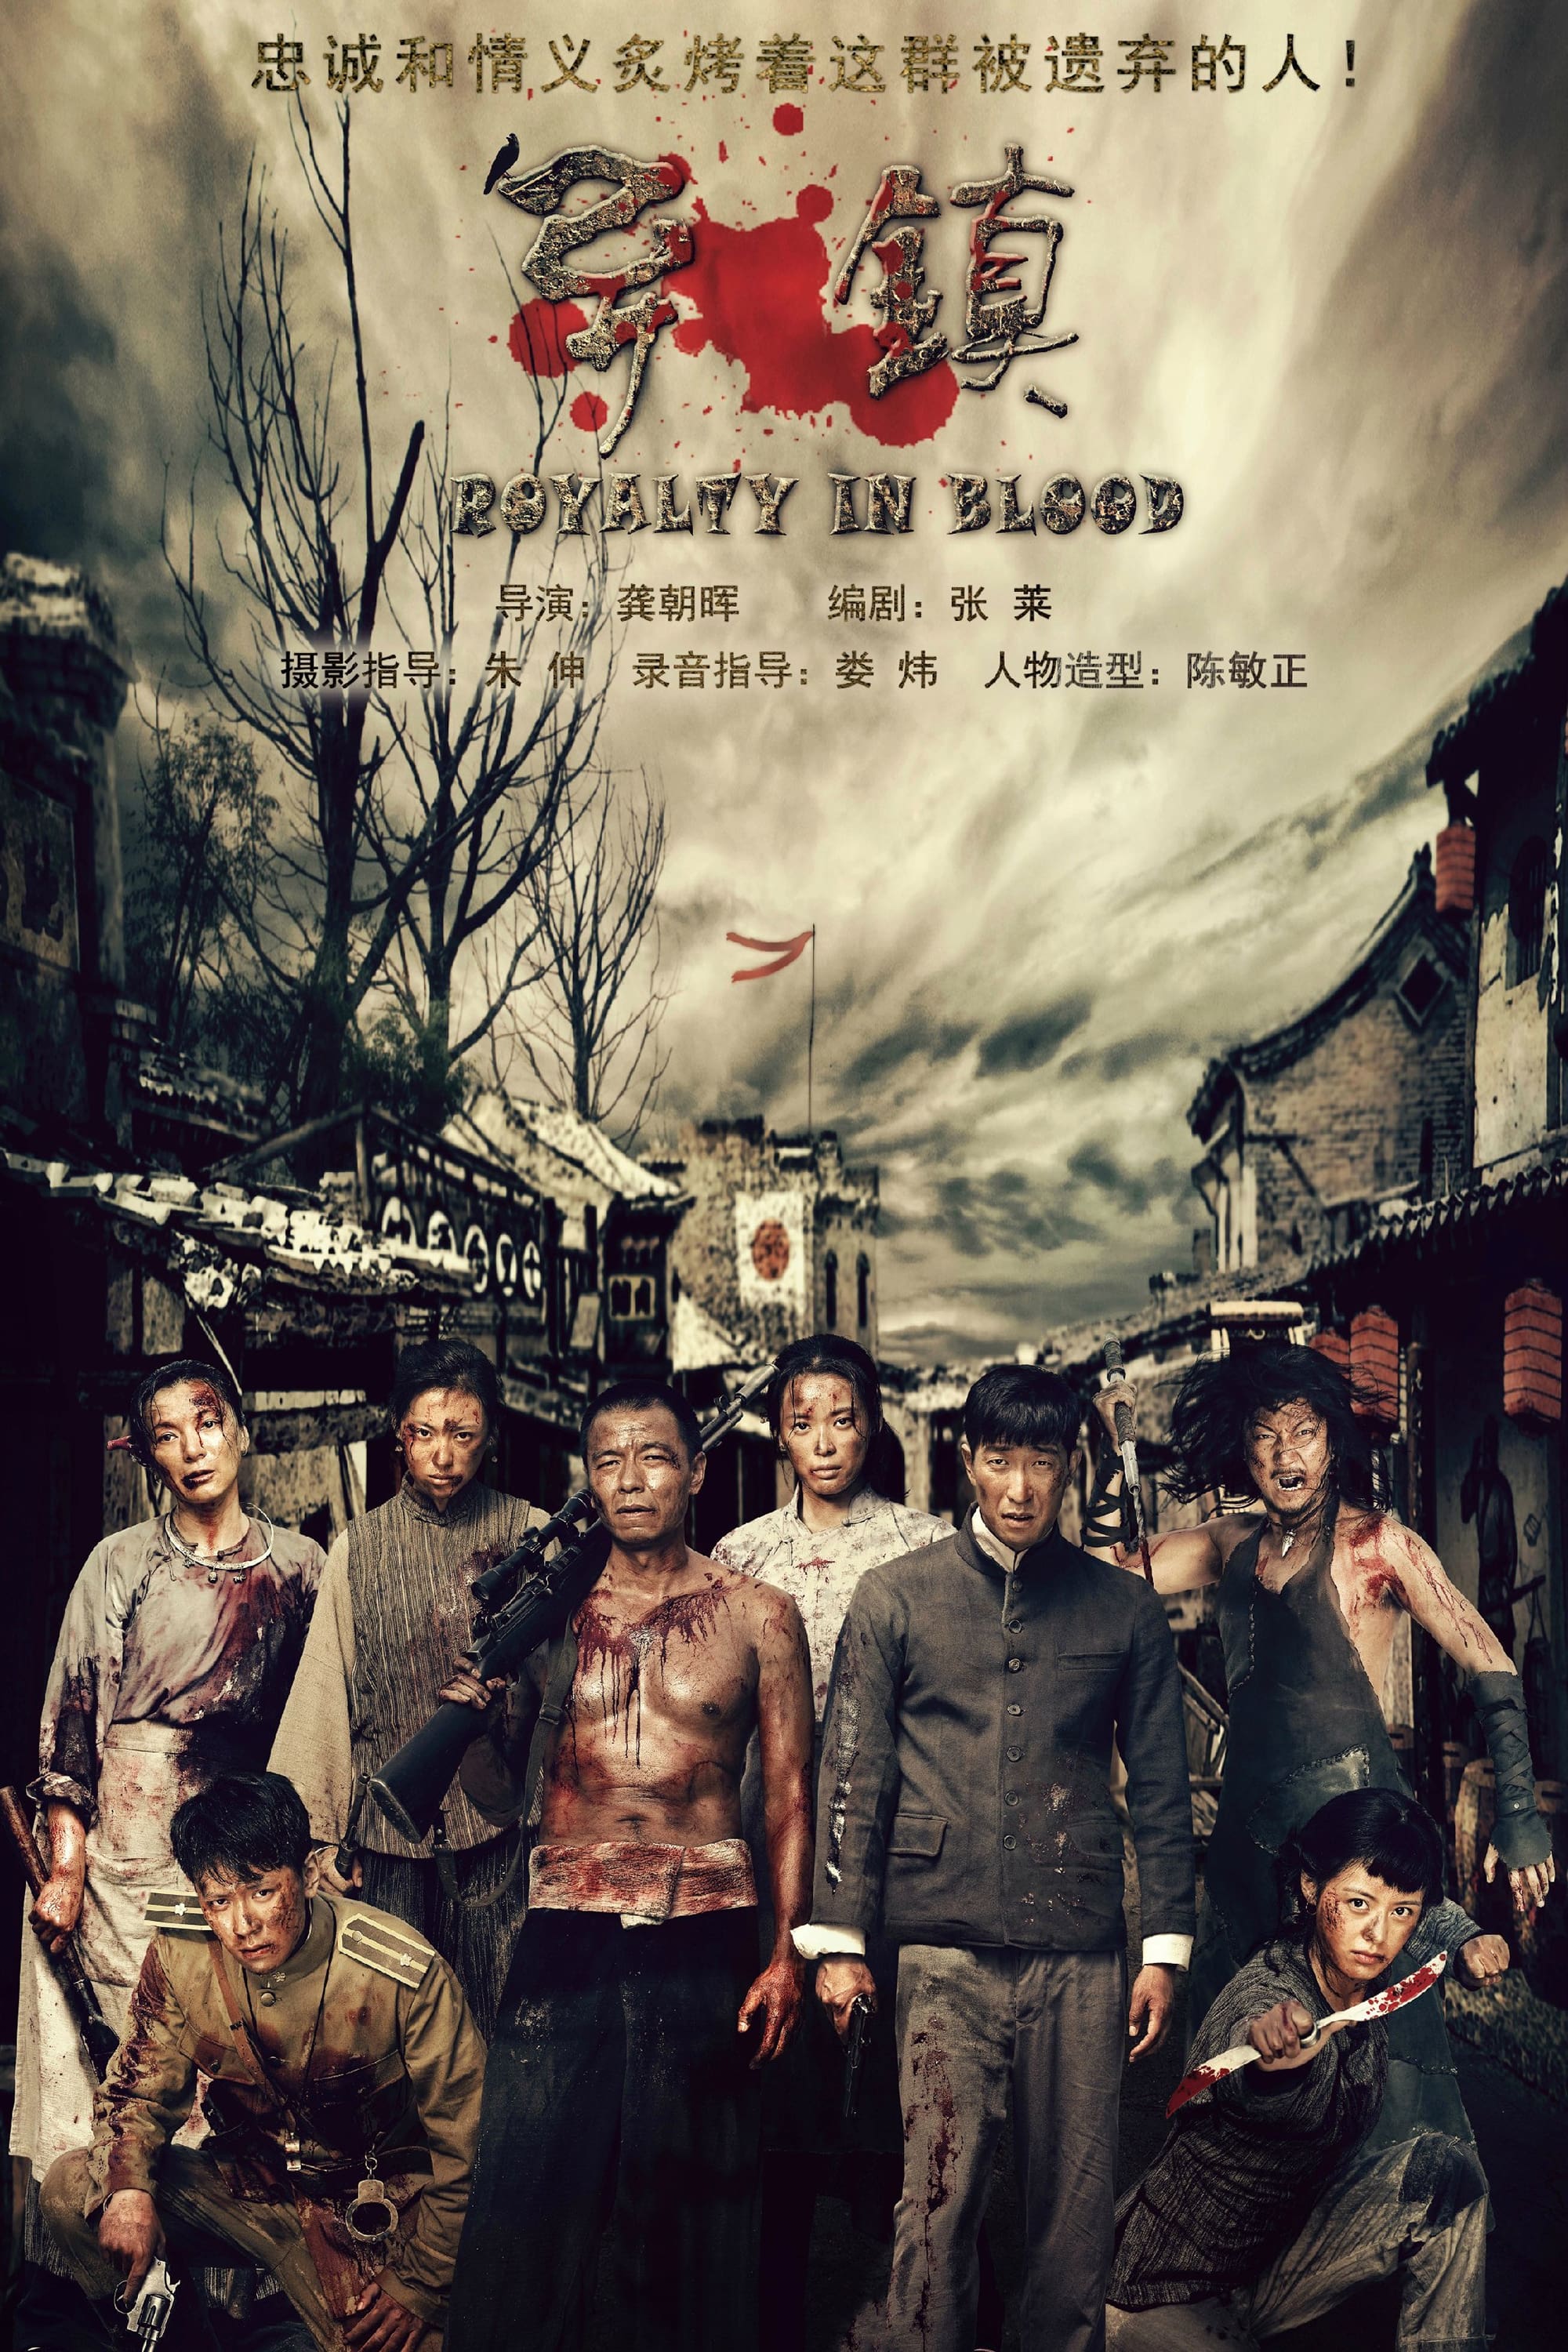 忠诚和情义炙烤着这群被遗弃的人!
异鎮
ROYALTY IN BLOOD
导演:龚朝晖 编剧:张 莱
摄影指导:朱 伸 录音指导:娄 炜 人物造型:陈敏正